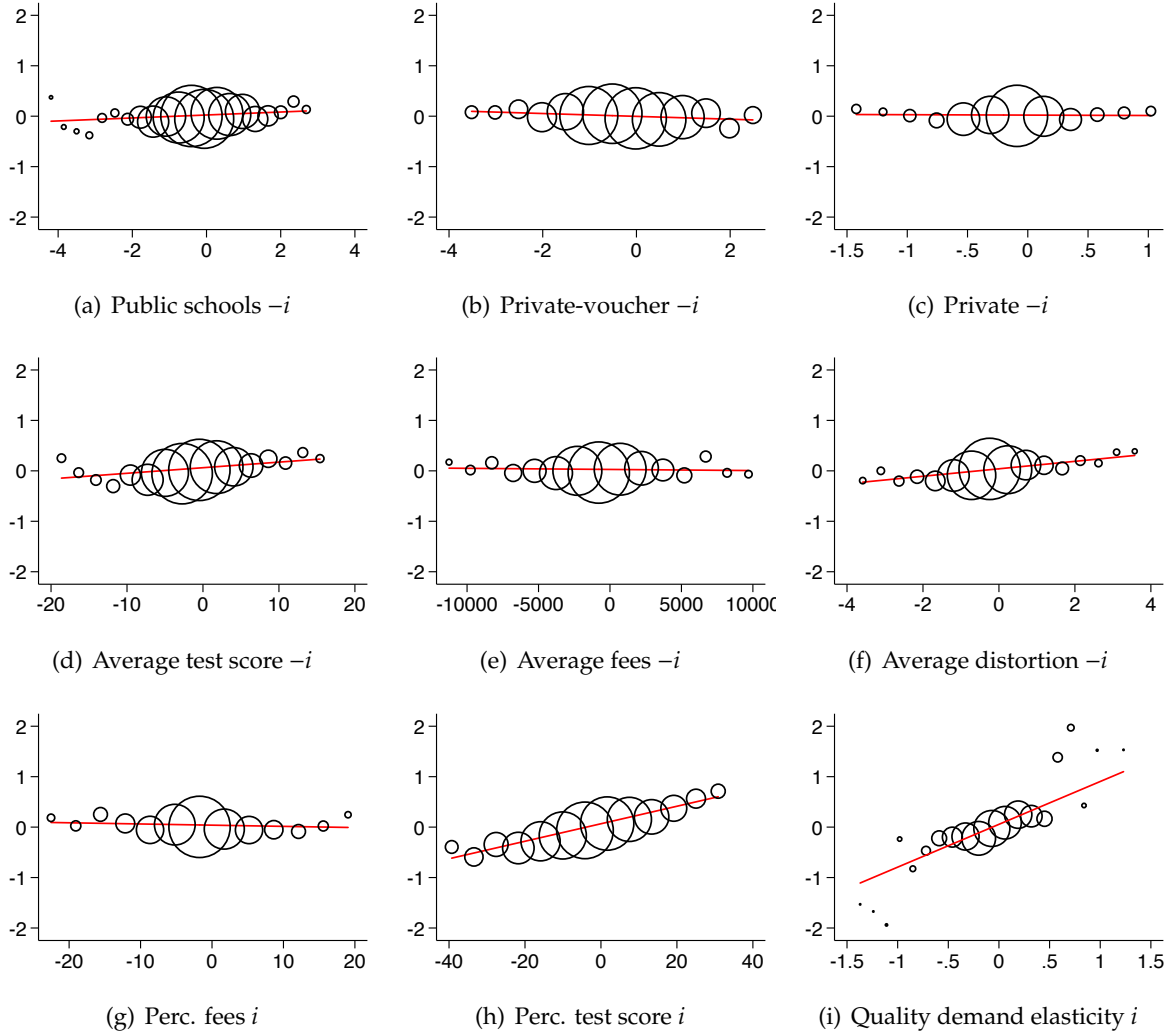 2
1
0
-1
-2
-4 -2 0 2 4
(a) Public schools −i
2
1
0
-1
-2
-4 -2 0 2
(b) Private-voucher −i
2
1
0
-1
-2
-1.5 -1 -.5 0 .5 1
(c) Private −i
2
1
0
-1
-2
-20 -10 0 10 20
(d) Average test score −i
2
1
0
-1
-2
-10000 -5000 0 5000 10000
(e) Average fees −i
2
1
0
-1
-2
-4 -2 0 2 4
(f) Average distortion −i
2
1
0
-1
-2
-20 -10 0 10 20
(g) Perc. fees i
2
1
0
-1
-2
-40 -20 0 20 40
(h) Perc. test score i
2
1
0
-1
-2
-1.5 -1 -.5 0 .5 1 1.5
(i) Quality demand elasticity i